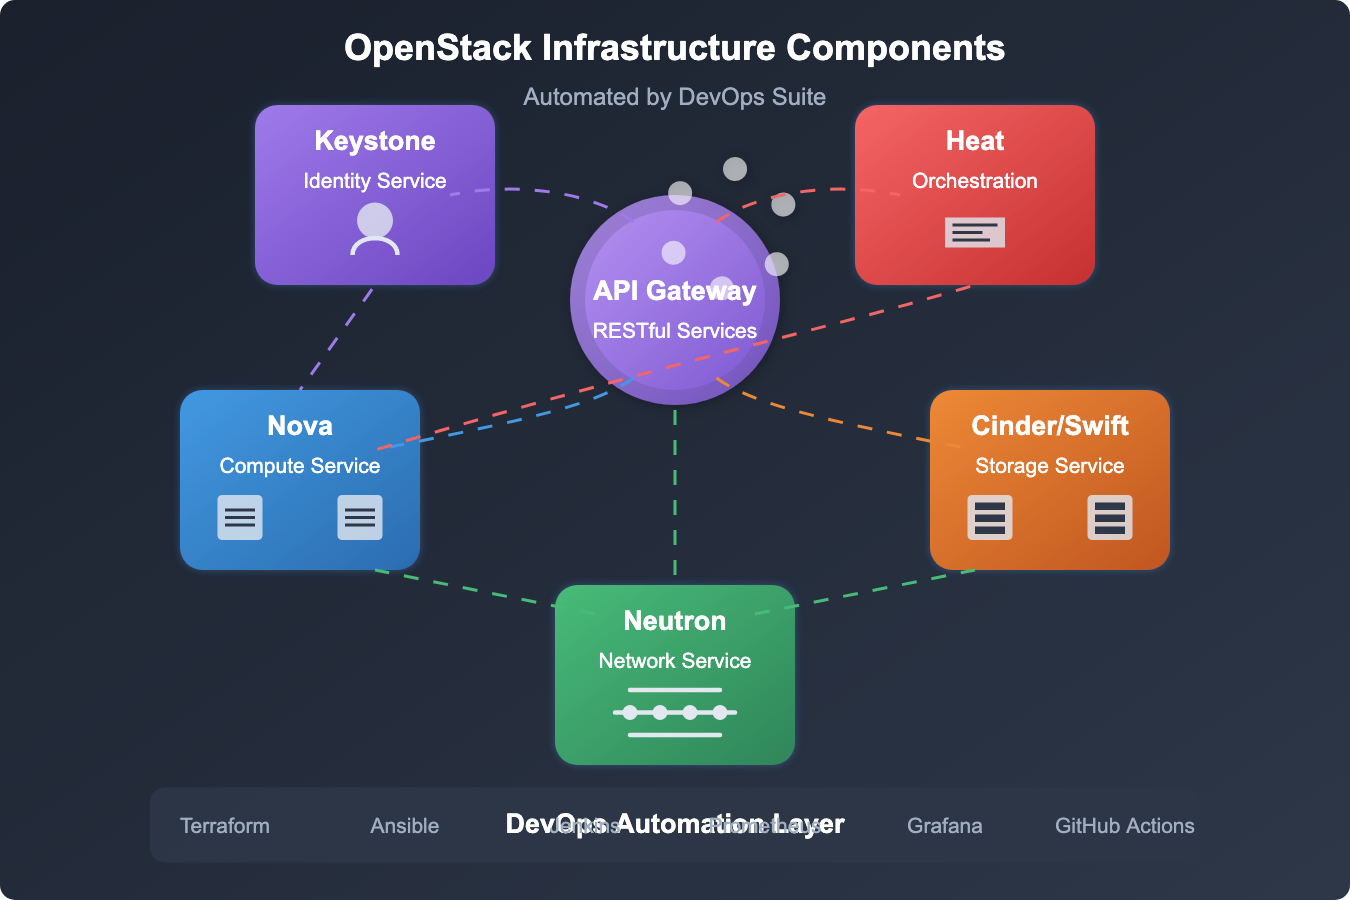 OpenStack Infrastructure Components
Automated by DevOps Suite
Keystone
Identity Service
Heat
Orchestration
API Gateway
RESTful Services
Nova
Compute Service
Cinder/Swift
Storage Service
Neutron
Network Service
DevOps Automation Layer
Terraform
Ansible
Jenkins
Prometheus
Grafana
GitHub Actions